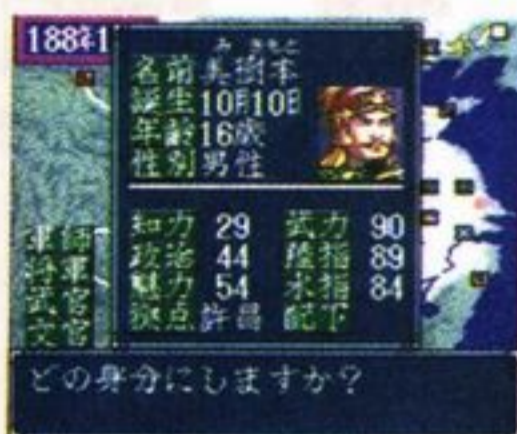 188年1
み きもと
名前 美樹本
誕生 10月10日
年齢 16歳
性別 男性
知力 29 武力 90
政治 44 陸指 89
魅力 54 水指 84
拠点 許昌 配下
軍師
将軍
武官
文官
どの身分にしますか?